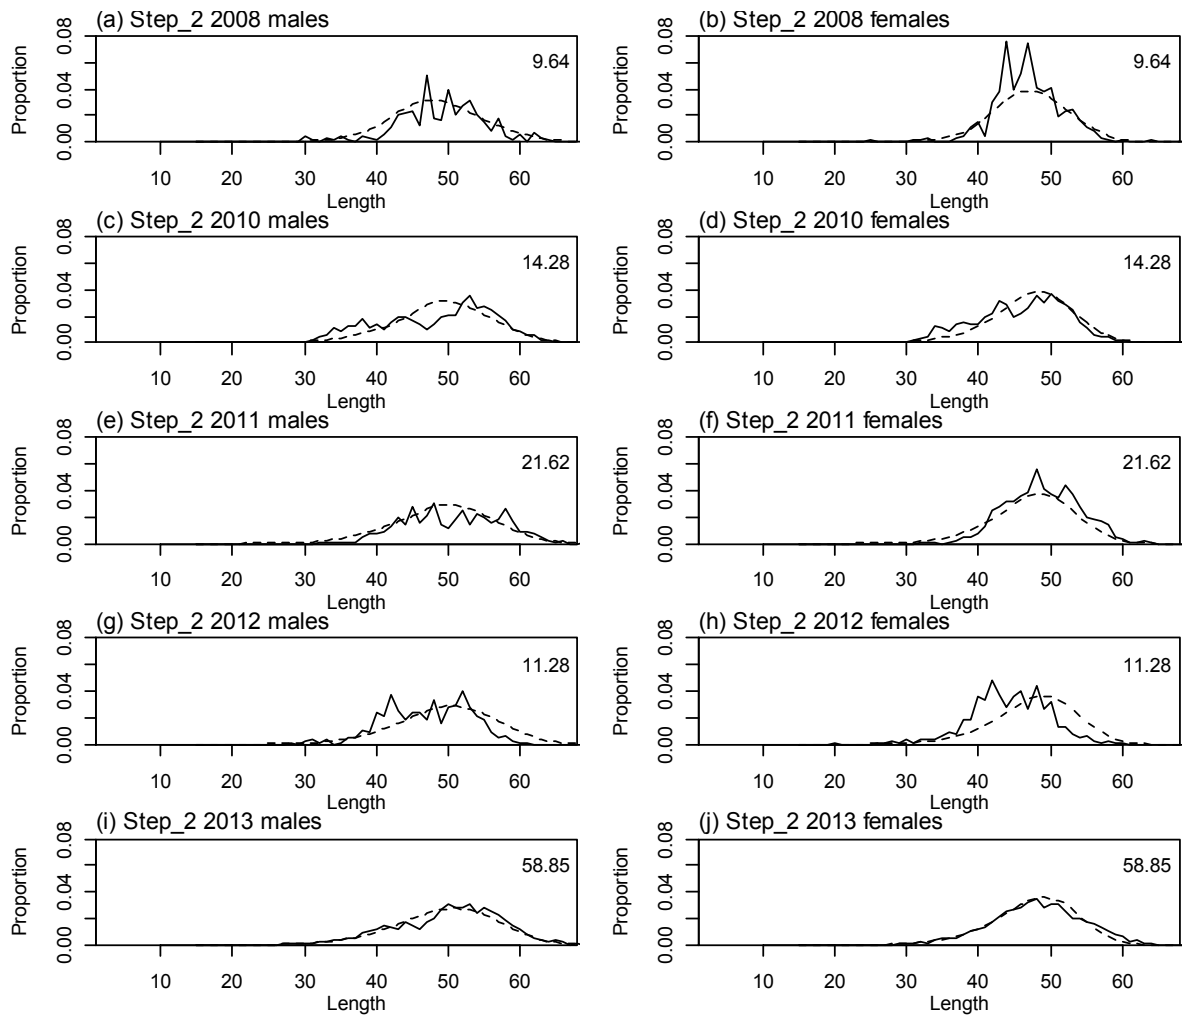 (a) Step_2 2008 males
Proportion
0.00 0.04 0.08
9.64
10 20 30 40 50 60
Length
(b) Step_2 2008 females
Proportion
0.00 0.04 0.08
9.64
10 20 30 40 50 60
Length
(c) Step_2 2010 males
Proportion
0.00 0.04 0.08
14.28
10 20 30 40 50 60
Length
(d) Step_2 2010 females
Proportion
0.00 0.04 0.08
14.28
10 20 30 40 50 60
Length
(e) Step_2 2011 males
Proportion
0.00 0.04 0.08
21.62
10 20 30 40 50 60
Length
(f) Step_2 2011 females
Proportion
0.00 0.04 0.08
21.62
10 20 30 40 50 60
Length
(g) Step_2 2012 males
Proportion
0.00 0.04 0.08
11.28
10 20 30 40 50 60
Length
(h) Step_2 2012 females
Proportion
0.00 0.04 0.08
11.28
10 20 30 40 50 60
Length
(i) Step_2 2013 males
Proportion
0.00 0.04 0.08
58.85
10 20 30 40 50 60
Length
(j) Step_2 2013 females
Proportion
0.00 0.04 0.08
58.85
10 20 30 40 50 60
Length